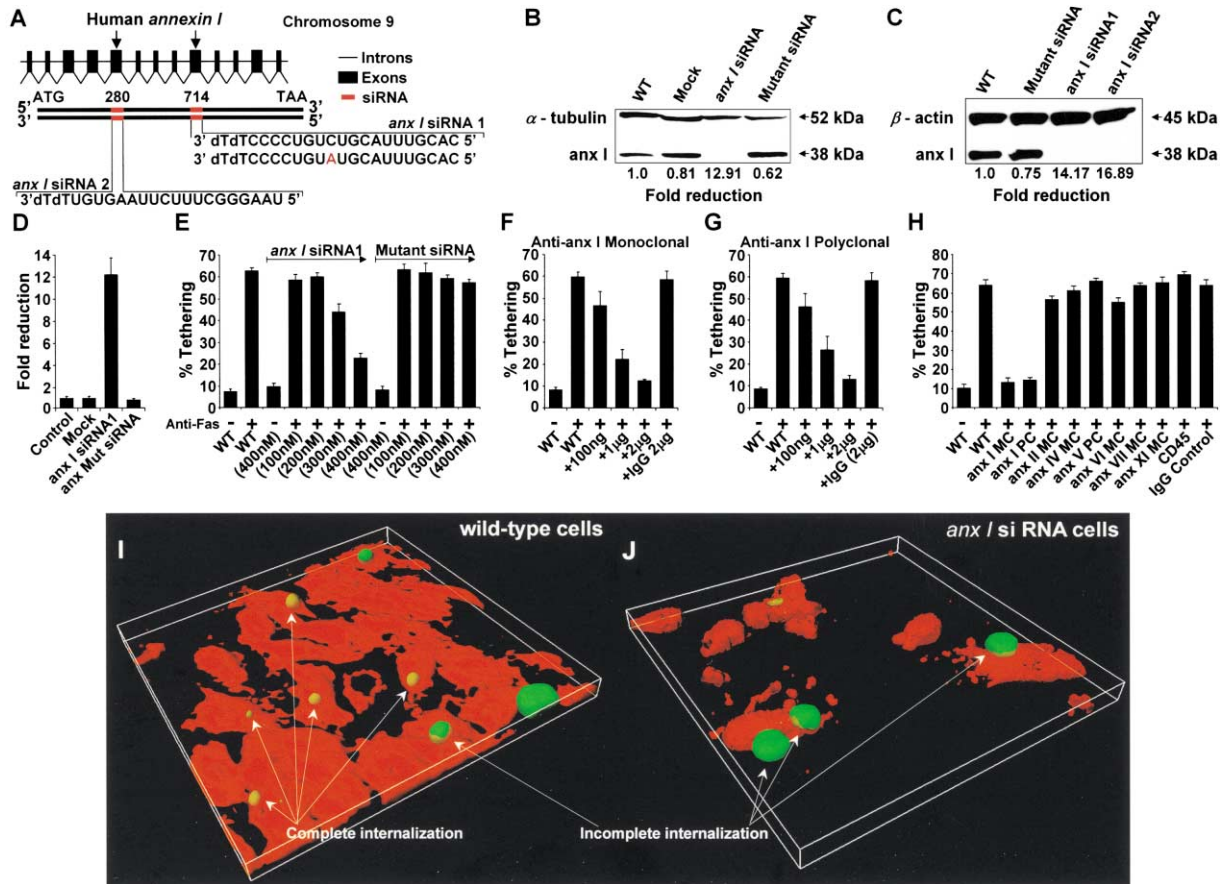 A
Human annexin I
Chromosome 9
Introns
Exons
siRNA
ATG 280 714 TAA
5’ 3’
3’ 5’
anx I siRNA 1
3’ dTdTCCCCUGUCUGCAUUUGCAC 5’
3’ dTdTCCCCUGUAUGCAUUUGCAC 5’
anx I siRNA 2
3’dTdTUGUGAAUUCUUUCGGGAAU 5’
B
WT Mock anx I siRNA Mutant siRNA
α - tubulin 52 kDa
anx I 38 kDa
1.0 0.81 12.91 0.62
Fold reduction
C
WT Mutant siRNA anx I siRNA1 anx I siRNA2
β - actin 45 kDa
anx I 38 kDa
1.0 0.75 14.17 16.89
Fold reduction
D
Fold reduction
14
12
10
8
6
4
2
0
Control
Mock
anx I siRNA1
anx Mut siRNA
E
anx I siRNA1 Mutant siRNA
% Tethering
70
60
50
40
30
20
10
0
Anti-Fas - + - + + + + - + + + +
WT
WT
(400nM)
(100nM)
(200nM)
(300nM)
(400nM)
(400nM)
(100nM)
(200nM)
(300nM)
(400nM)
F
Anti-anx I Monoclonal
% Tethering
70
60
50
40
30
20
10
0
- + + + + +
WT
WT
+100ng
+1µg
+2µg
+IgG 2µg
G
Anti-anx I Polyclonal
% Tethering
70
60
50
40
30
20
10
0
- + + + + +
WT
WT
+100ng
+1µg
+2µg
+IgG (2µg)
H
% Tethering
80
70
60
50
40
30
20
10
0
- + + + + + + + + + + +
WT
WT
anx I MC
anx I PC
anx II MC
anx IV MC
anx V PC
anx VI MC
anx VII MC
anx XI MC
CD45
IgG Control
I
wild-type cells
Complete internalization
J
anx I si RNA cells
Incomplete internalization